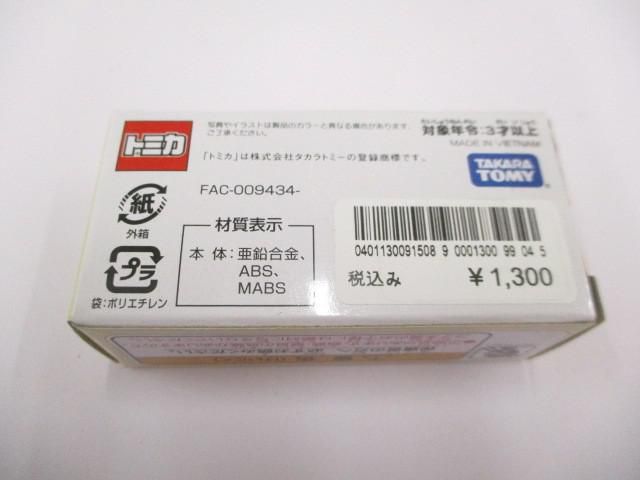 トミカ
写真やイラストは製品のカラーと異なる場合があります。
ご了承ください。
「トミカ」は株式会社タカラトミーの登録商標です。
たいしょうねんれい さいいじょう
対象年令:3才以上
MADE IN VIETNAM
TAKARA
TOMY
FAC-009434-
紙
外箱
プラ
袋:ポリエチレン
材質表示
本 体:亜鉛合金、
ABS、
MABS
0401130091508 9 0001300 99 04 5
税込み ¥1,300